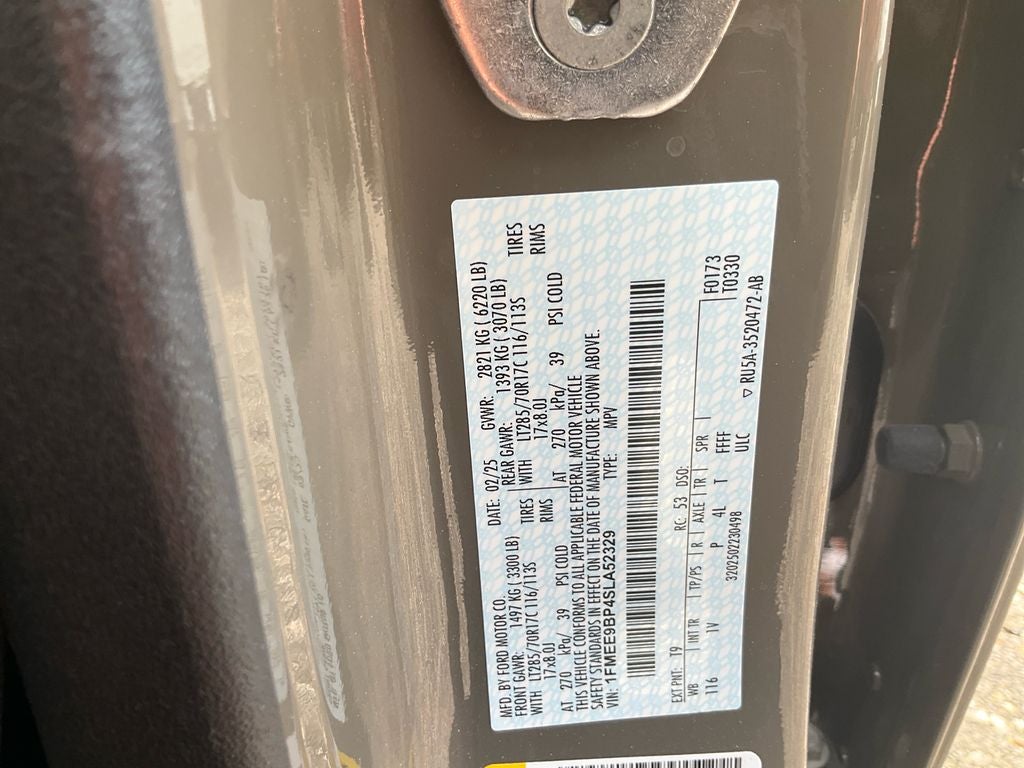 MFD. BY FORD MOTOR CO. DATE: 02/25 GVWR: 2821 KG ( 6220 LB)
FRONT GAWR: 1497 KG (3300 LB) REAR GAWR: 1393 KG ( 3070 LB)
WITH LT285/70R17C 116/113S TIRES WITH LT285/70R17C 116/113S TIRES
17x8.0J RIMS 17x8.0J RIMS
AT 270 kPa/ 39 PSI COLD AT 270 kPa/ 39 PSI COLD
THIS VEHICLE CONFORMS TO ALL APPLICABLE FEDERAL MOTOR VEHICLE
SAFETY STANDARDS IN EFFECT ON THE DATE OF MANUFACTURE SHOWN ABOVE.
VIN: 1FMEE9BP4SLA52329 TYPE: MPV
F0173
T0330
EXT PNT: T9 RC: 53 DSO:
WB INT TR TP/PS R AXLE TR SPR
116 1V P 4L T FFFF
3202502230498 ULC
▽ RU5A-3520472-AB